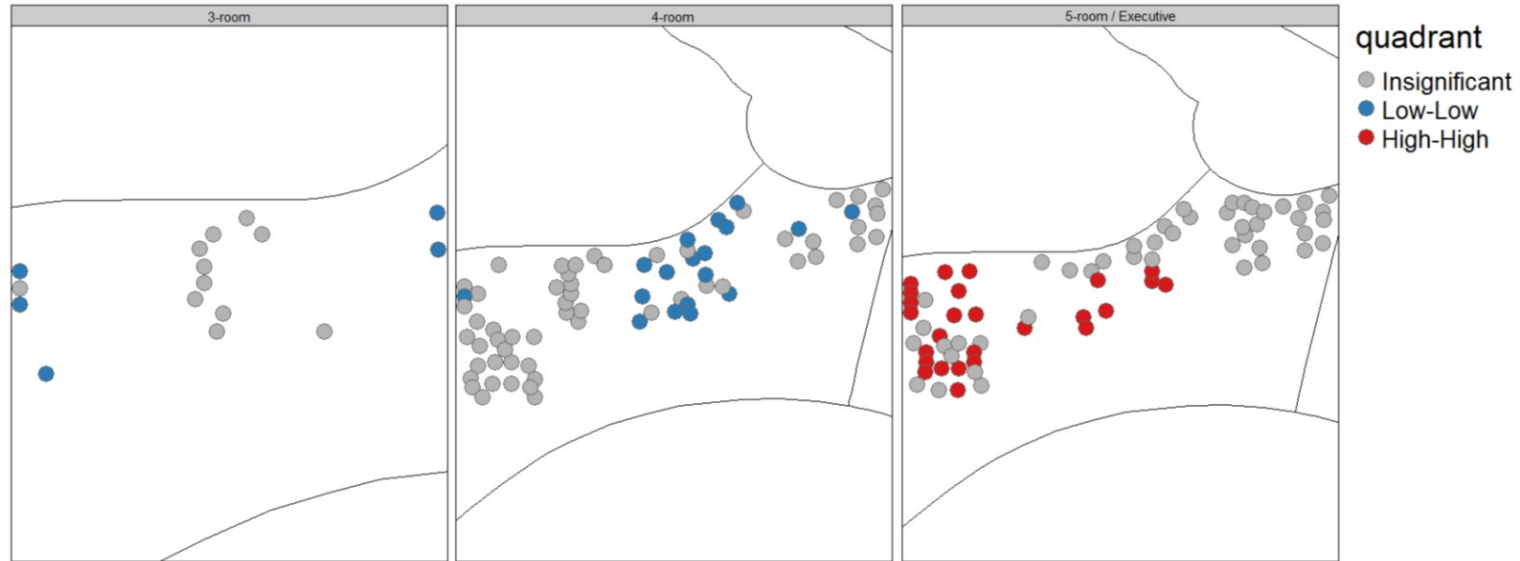 3-room
4-room
5-room / Executive
quadrant
Insignificant
Low-Low
High-High